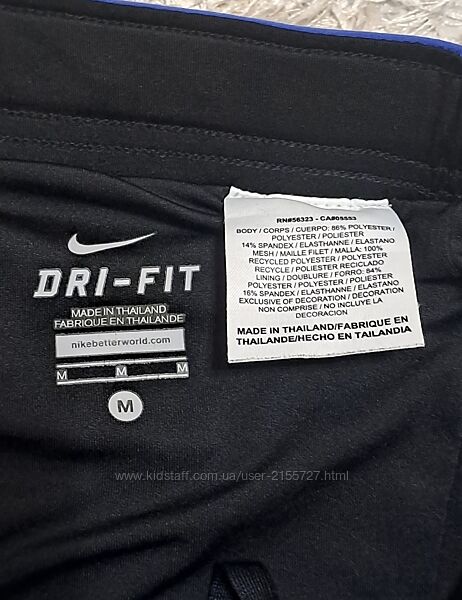 DRI-FIT
MADE IN THAILAND
FABRIQUE EN THAILANDE
nikebetterworld.com
M M M
M
RN#56323 - CA#05553
BODY / CORPS / CUERPO: 86% POLYESTER /
POLYESTER / POLIESTER
14% SPANDEX / ELASTHANNE / ELASTANO
MESH / MAILLE FILET / MALLA: 100%
RECYCLED POLYESTER / POLYESTER
RECYCLE / POLIESTER RECICLADO
LINING / DOUBLURE / FORRO: 84%
POLYESTER / POLYESTER / POLIESTER
16% SPANDEX / ELASTHANNE / ELASTANO
EXCLUSIVE OF DECORATION / DECORATION
NON COMPRISE / NO INCLUYE LA
DECORACION
MADE IN THAILAND/FABRIQUE EN
THAILANDE/HECHO EN TAILANDIA
www.kidstaff.com.ua/user-2155727.html